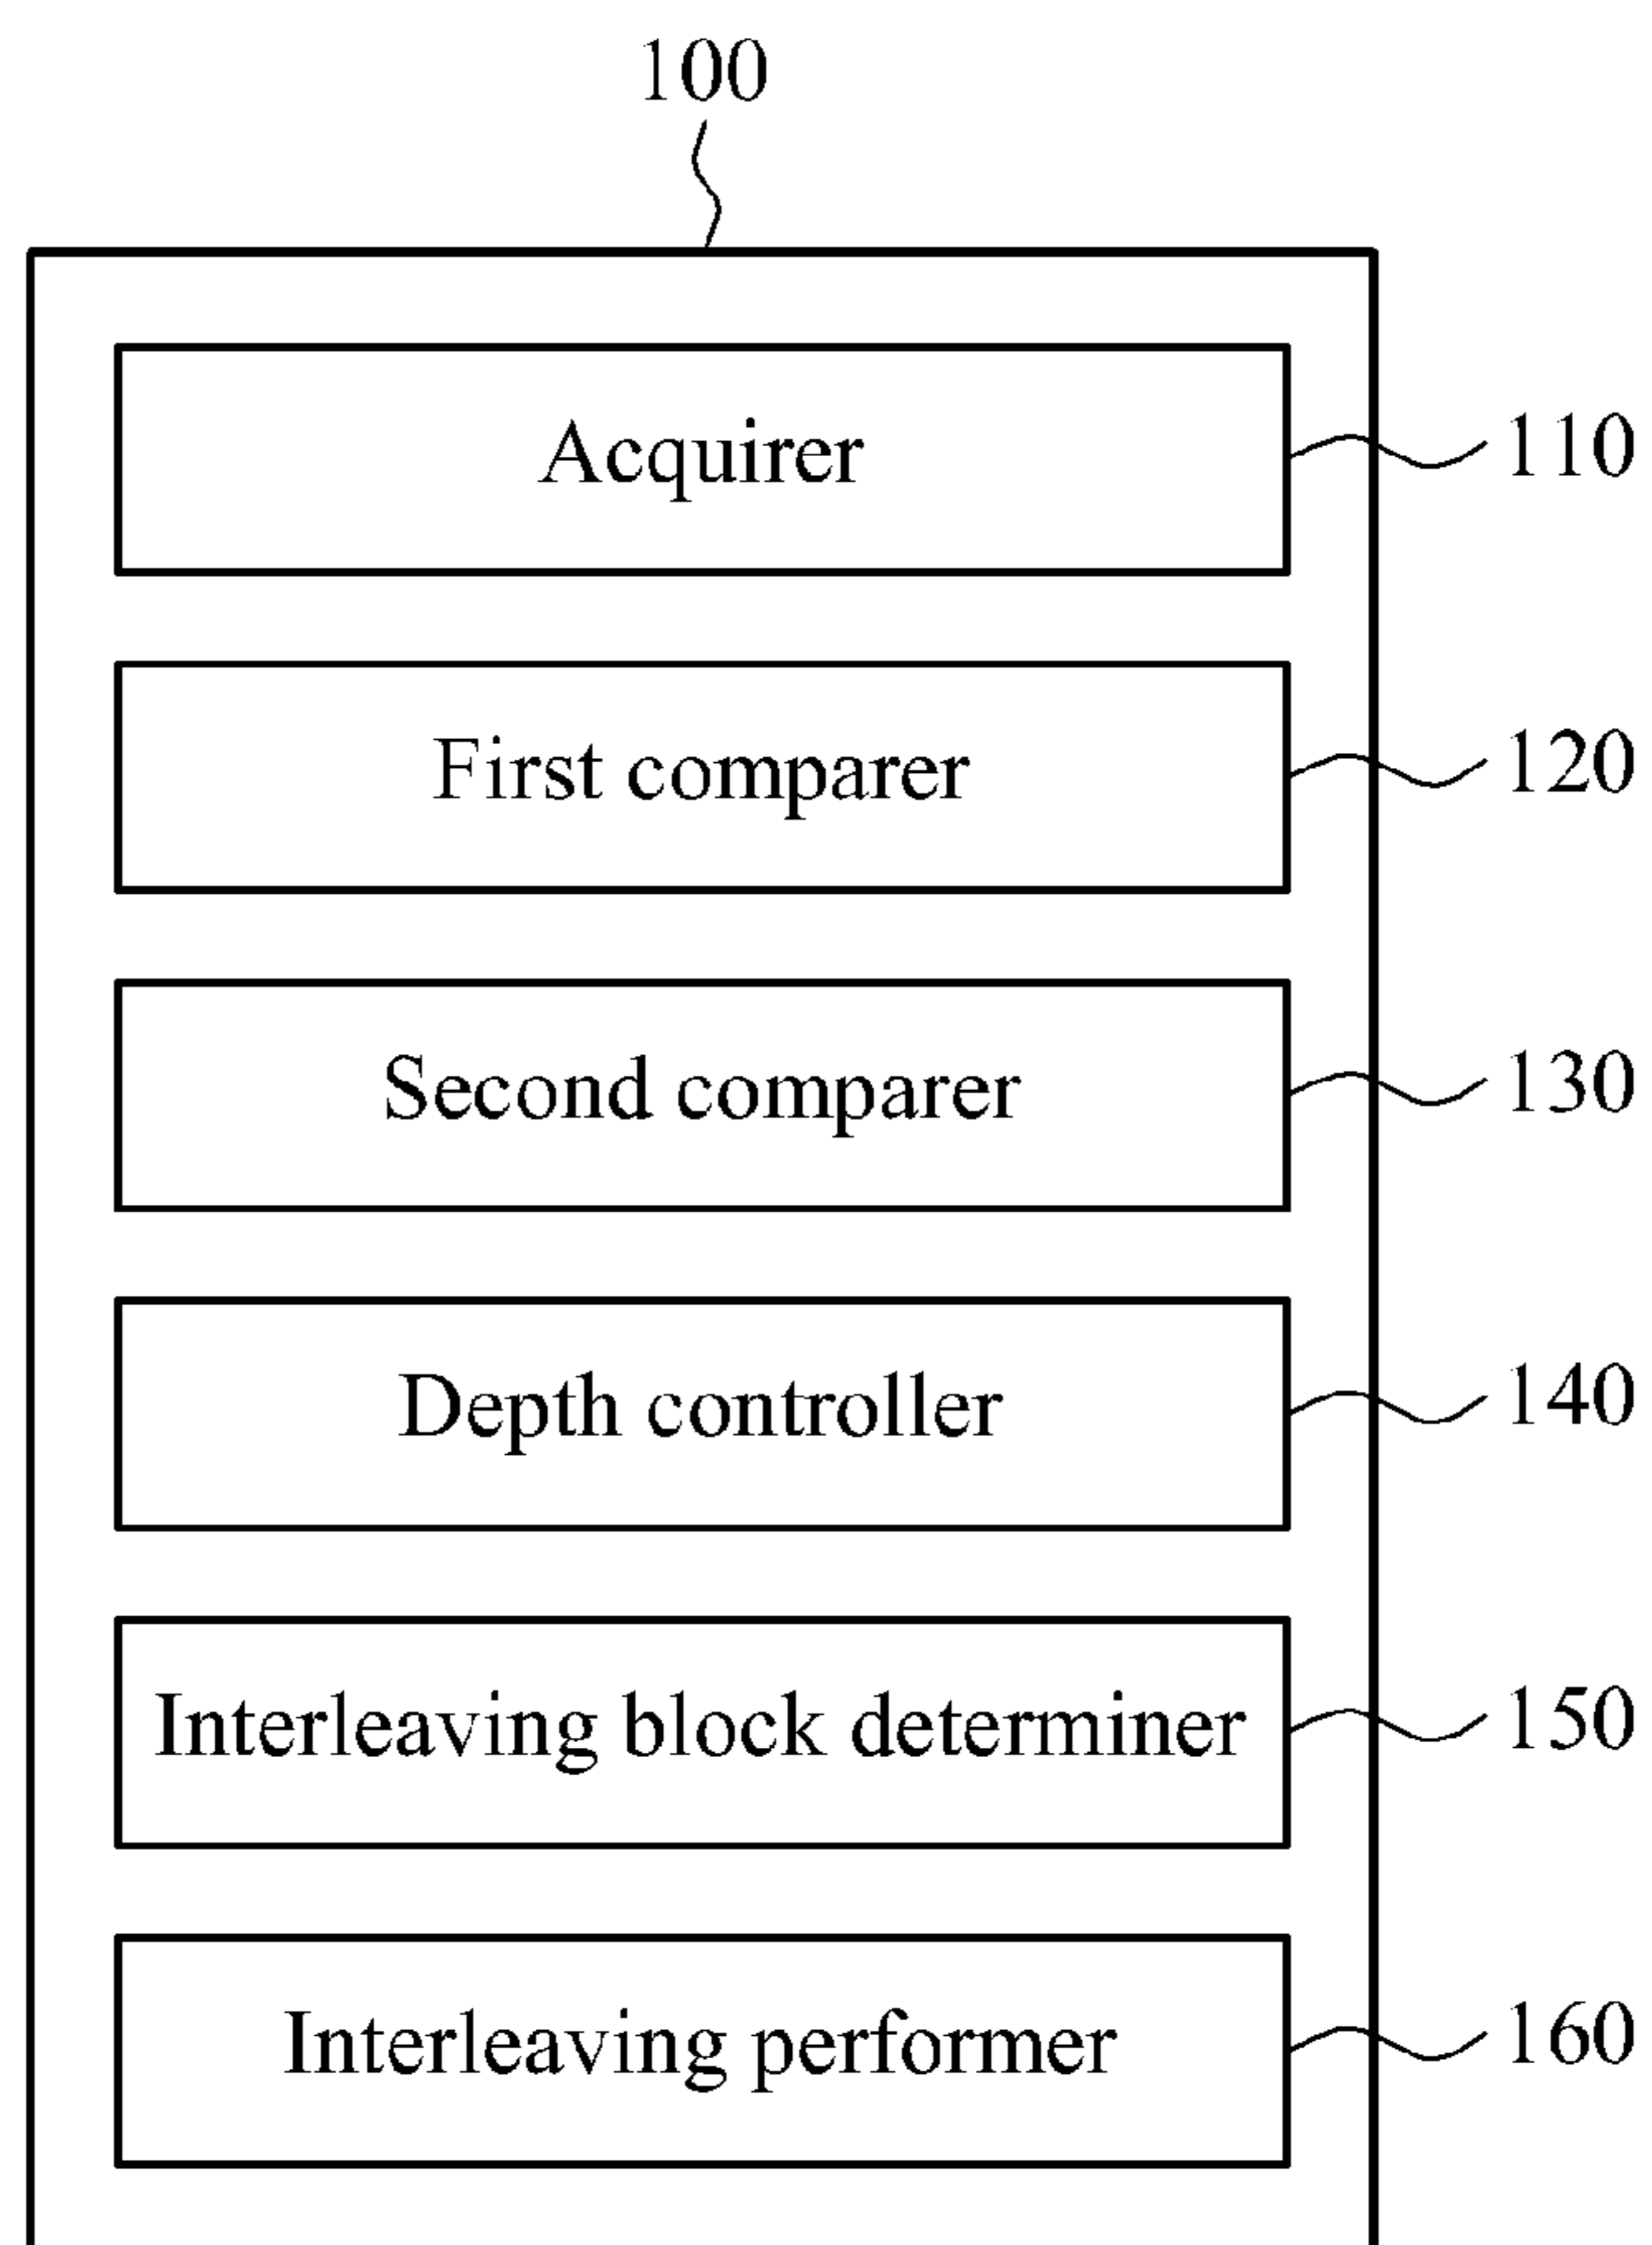 100
Acquirer 110
First comparer 120
Second comparer 130
Depth controller 140
Interleaving block determiner 150
Interleaving performer 160